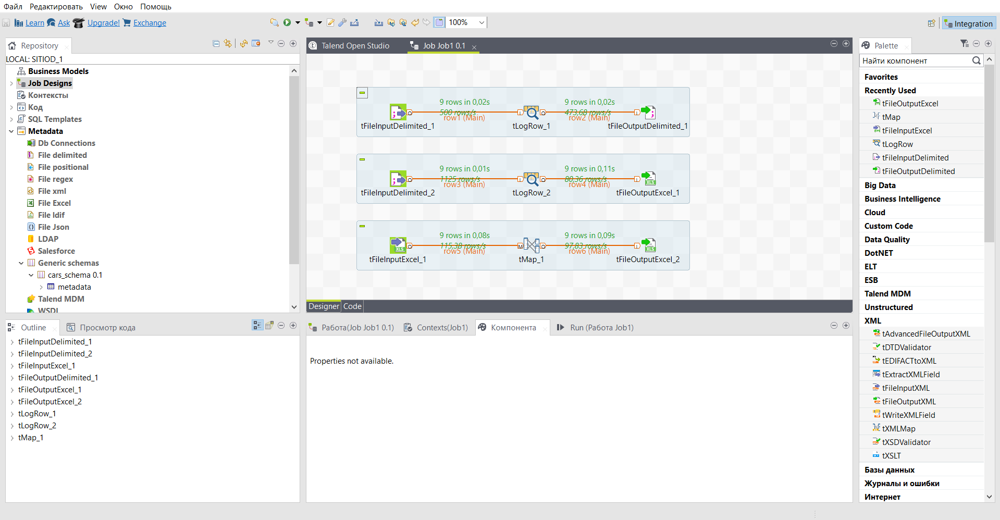 Файл Редактировать View Окно Помощь
Learn Ask Upgrade! Exchange 100% Integration
Repository
LOCAL: SITIOD_1
Business Models
Job Designs
Контексты
Код
SQL Templates
Metadata
Db Connections
File delimited
File positional
File regex
File xml
File Excel
File ldif
File Json
LDAP
Salesforce
Generic schemas
cars_schema 0.1
metadata
Talend MDM
WSDL
Talend Open Studio Job Job1 0.1
9 rows in 0,02s 9 rows in 0,02s
500 rows/s 473,68 rows/s
row1 (Main) row2 (Main)
tFileInputDelimited_1 tLogRow_1 tFileOutputDelimited_1
9 rows in 0,01s 9 rows in 0,11s
1125 rows/s 80,36 rows/s
row3 (Main) row4 (Main)
tFileInputDelimited_2 tLogRow_2 tFileOutputExcel_1
9 rows in 0,08s 9 rows in 0,09s
115,38 rows/s 97,83 rows/s
row5 (Main) row6 (Main)
tFileInputExcel_1 tMap_1 tFileOutputExcel_2
Designer Code
Palette
Найти компонент
Favorites
Recently Used
tFileOutputExcel
tMap
tFileInputExcel
tLogRow
tFileInputDelimited
tFileOutputDelimited
Big Data
Business Intelligence
Cloud
Custom Code
Data Quality
DotNET
ELT
ESB
Talend MDM
Unstructured
XML
tAdvancedFileOutputXML
tDTDValidator
tEDIFACTtoXML
tExtractXMLField
tFileInputXML
tFileOutputXML
tWriteXMLField
tXMLMap
tXSDValidator
tXSLT
Базы данных
Журналы и ошибки
Интернет
Outline Просмотр кода
tFileInputDelimited_1
tFileInputDelimited_2
tFileInputExcel_1
tFileOutputDelimited_1
tFileOutputExcel_1
tFileOutputExcel_2
tLogRow_1
tLogRow_2
tMap_1
Работа(Job Job1 0.1) Contexts(Job1) Компонента Run (Работа Job1)
Properties not available.